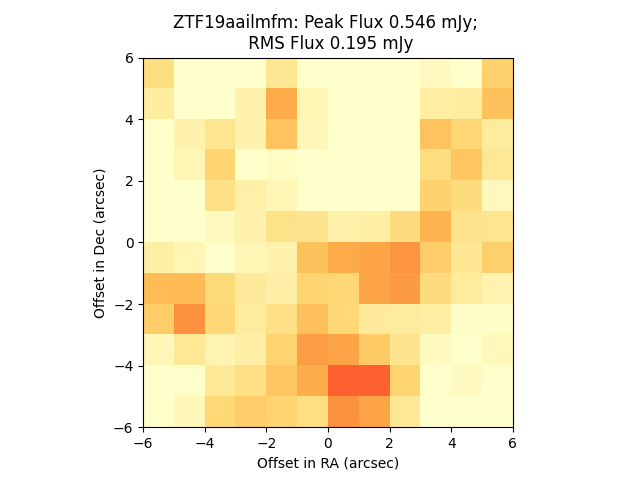 ZTF19aailmfm: Peak Flux 0.546 mJy;
RMS Flux 0.195 mJy
6
4
2
0
−2
−4
−6
Offset in Dec (arcsec)
−6 −4 −2 0 2 4 6
Offset in RA (arcsec)